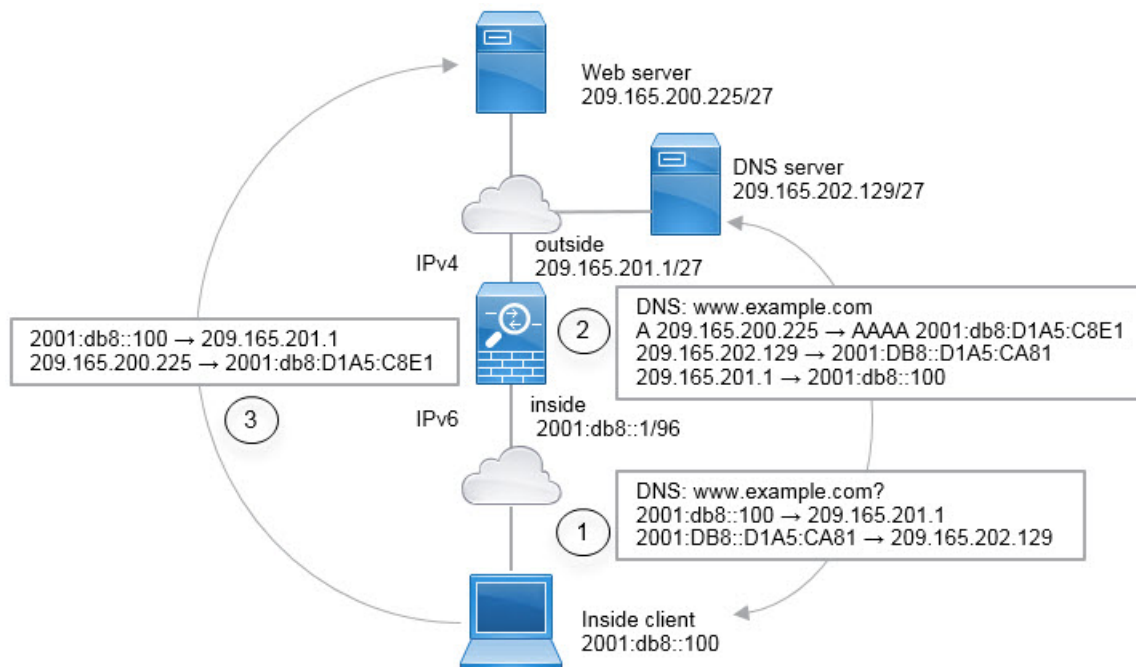 Web server
209.165.200.225/27
DNS server
209.165.202.129/27
IPv4
outside
209.165.201.1/27
2
DNS: www.example.com
A 209.165.200.225 → AAAA 2001:db8:D1A5:C8E1
209.165.202.129 → 2001:DB8::D1A5:CA81
209.165.201.1 → 2001:db8::100
2001:db8::100 → 209.165.201.1
209.165.200.225 → 2001:db8:D1A5:C8E1
3
IPv6
inside
2001:db8::1/96
1
DNS: www.example.com?
2001:db8::100 → 209.165.201.1
2001:DB8::D1A5:CA81 → 209.165.202.129
Inside client
2001:db8::100